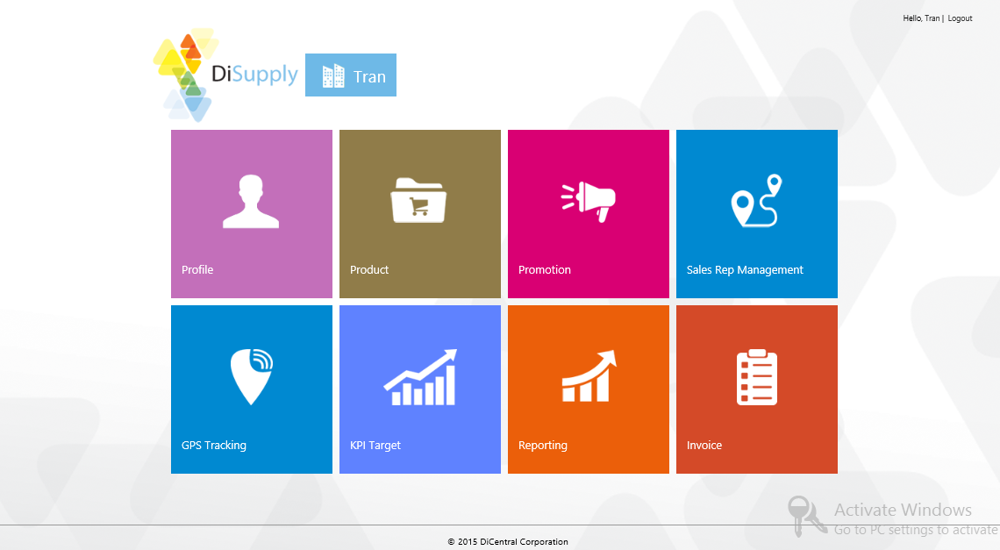 Hello, Tran | Logout
DiSupply
Tran
Profile
Product
Promotion
Sales Rep Management
GPS Tracking
KPI Target
Reporting
Invoice
Activate Windows
Go to PC settings to activate
© 2015 DiCentral Corporation